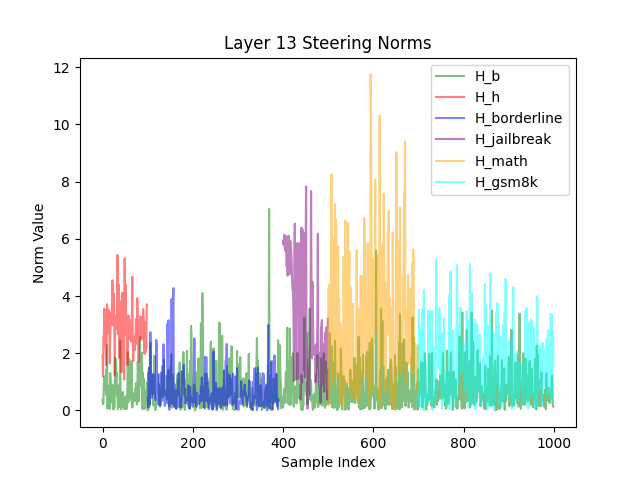 Layer 13 Steering Norms
12
10
8
6
4
2
0
Norm Value
H_b
H_h
H_borderline
H_jailbreak
H_math
H_gsm8k
0 200 400 600 800 1000
Sample Index